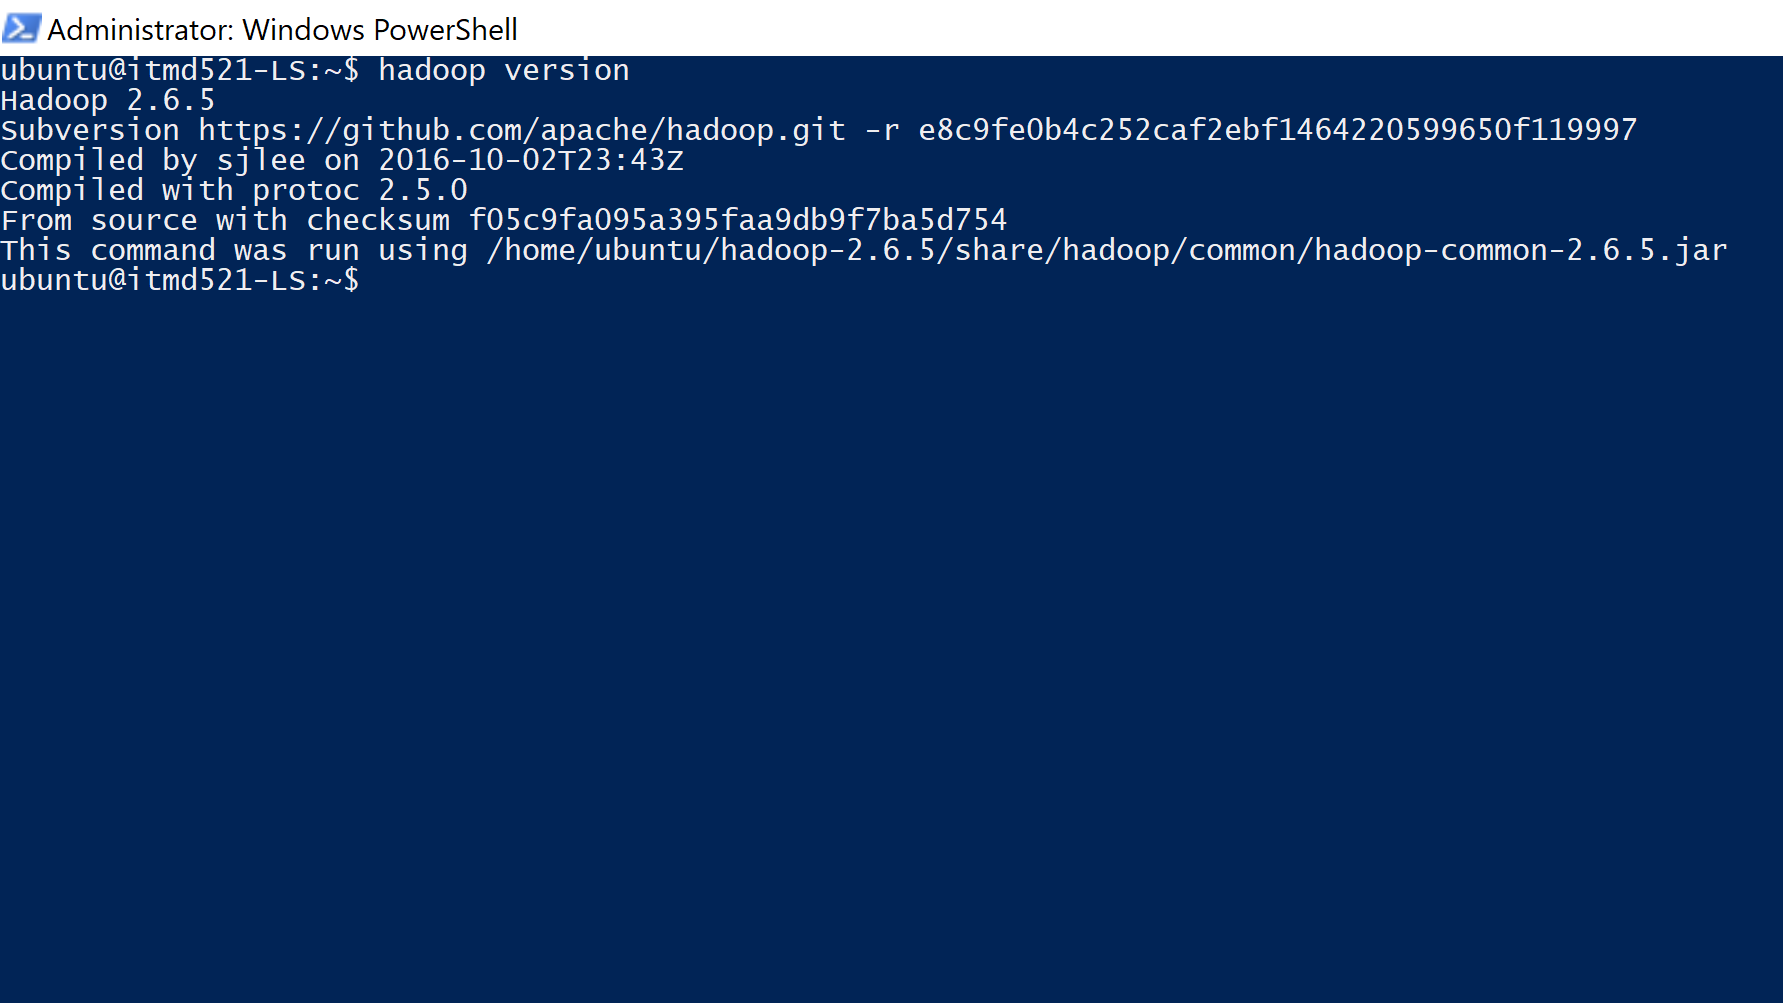 Administrator: Windows PowerShell
ubuntu@itmd521-LS:~$ hadoop version
Hadoop 2.6.5
Subversion https://github.com/apache/hadoop.git -r e8c9fe0b4c252caf2ebf1464220599650f119997
Compiled by sjlee on 2016-10-02T23:43Z
Compiled with protoc 2.5.0
From source with checksum f05c9fa095a395faa9db9f7ba5d754
This command was run using /home/ubuntu/hadoop-2.6.5/share/hadoop/common/hadoop-common-2.6.5.jar
ubuntu@itmd521-LS:~$